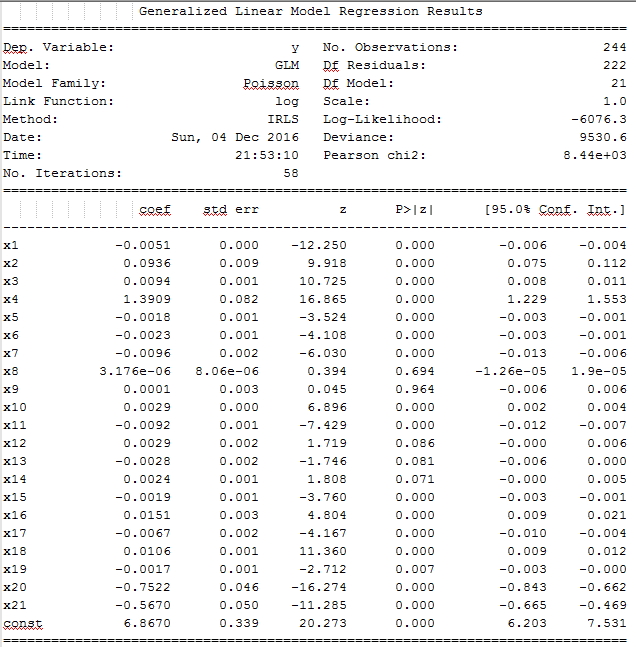 Generalized Linear Model Regression Results
==============================================================================
Dep. Variable: y No. Observations: 244
Model: GLM Df Residuals: 222
Model Family: Poisson Df Model: 21
Link Function: log Scale: 1.0
Method: IRLS Log-Likelihood: -6076.3
Date: Sun, 04 Dec 2016 Deviance: 9530.6
Time: 21:53:10 Pearson chi2: 8.44e+03
No. Iterations: 58
==============================================================================
coef std err z P>|z| [95.0% Conf. Int.]
------------------------------------------------------------------------------
x1 -0.0051 0.000 -12.250 0.000 -0.006 -0.004
x2 0.0936 0.009 9.918 0.000 0.075 0.112
x3 0.0094 0.001 10.725 0.000 0.008 0.011
x4 1.3909 0.082 16.865 0.000 1.229 1.553
x5 -0.0018 0.001 -3.524 0.000 -0.003 -0.001
x6 -0.0023 0.001 -4.108 0.000 -0.003 -0.001
x7 -0.0096 0.002 -6.030 0.000 -0.013 -0.006
x8 3.176e-06 8.06e-06 0.394 0.694 -1.26e-05 1.9e-05
x9 0.0001 0.003 0.045 0.964 -0.006 0.006
x10 0.0029 0.000 6.896 0.000 0.002 0.004
x11 -0.0092 0.001 -7.429 0.000 -0.012 -0.007
x12 0.0029 0.002 1.719 0.086 -0.000 0.006
x13 -0.0028 0.002 -1.746 0.081 -0.006 0.000
x14 0.0024 0.001 1.808 0.071 -0.000 0.005
x15 -0.0019 0.001 -3.760 0.000 -0.003 -0.001
x16 0.0151 0.003 4.804 0.000 0.009 0.021
x17 -0.0067 0.002 -4.167 0.000 -0.010 -0.004
x18 0.0106 0.001 11.360 0.000 0.009 0.012
x19 -0.0017 0.001 -2.712 0.007 -0.003 -0.000
x20 -0.7522 0.046 -16.274 0.000 -0.843 -0.662
x21 -0.5670 0.050 -11.285 0.000 -0.665 -0.469
const 6.8670 0.339 20.273 0.000 6.203 7.531
==============================================================================